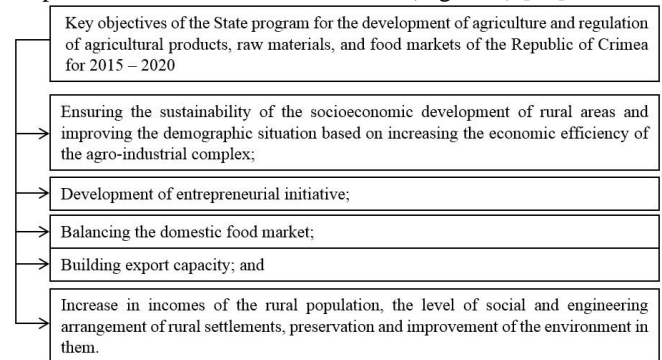 Key objectives of the State program for the development of agriculture and regulation
of agricultural products, raw materials, and food markets of the Republic of Crimea
for 2015 – 2020
Ensuring the sustainability of the socioeconomic development of rural areas and
improving the demographic situation based on increasing the economic efficiency of
the agro-industrial complex;
Development of entrepreneurial initiative;
Balancing the domestic food market;
Building export capacity; and
Increase in incomes of the rural population, the level of social and engineering
arrangement of rural settlements, preservation and improvement of the environment in
them.